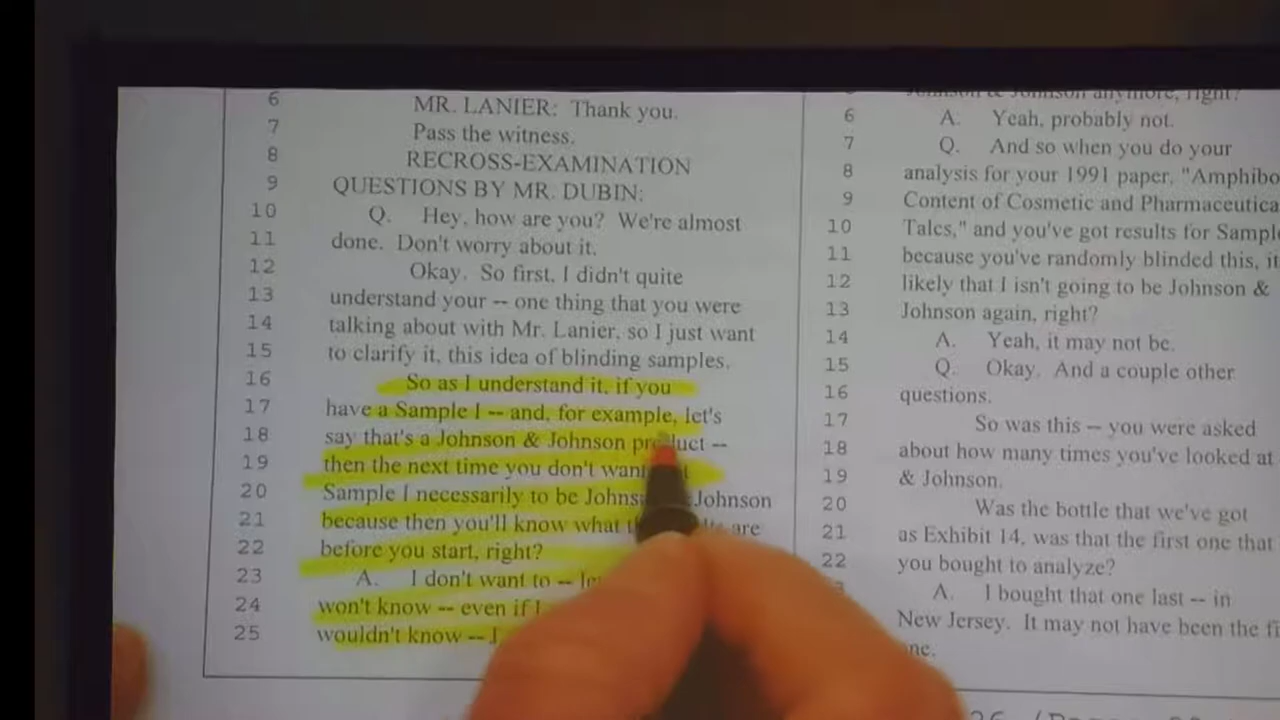 6 MR. LANIER: Thank you.
7 Pass the witness.
8 RECROSS-EXAMINATION
9 QUESTIONS BY MR. DUBIN:
10 Q. Hey, how are you? We're almost
11 done. Don't worry about it.
12 Okay. So first, I didn't quite
13 understand your -- one thing that you were
14 talking about with Mr. Lanier, so I just want
15 to clarify it, this idea of blinding samples.
16 So as I understand it, if you
17 have a Sample I -- and, for example, let's
18 say that's a Johnson & Johnson product --
19 then the next time you don't want
20 Sample I necessarily to be Johns Johnson
21 because then you'll know what are
22 before you start, right?
23 A. I don't want to --
24 won't know -- even if I
25 wouldn't know -- I
Johnson & Johnson anymore, right?
6 A. Yeah, probably not.
7 Q. And so when you do your
8 analysis for your 1991 paper, "Amphibo
9 Content of Cosmetic and Pharmaceutica
10 Talcs," and you've got results for Sample
11 because you've randomly blinded this, it
12 likely that I isn't going to be Johnson &
13 Johnson again, right?
14 A. Yeah, it may not be.
15 Q. Okay. And a couple other
16 questions.
17 So was this -- you were asked
18 about how many times you've looked at
19 & Johnson.
20 Was the bottle that we've got
21 as Exhibit 14, was that the first one that
22 you bought to analyze?
A. I bought that one last -- in
New Jersey. It may not have been the fi
one.